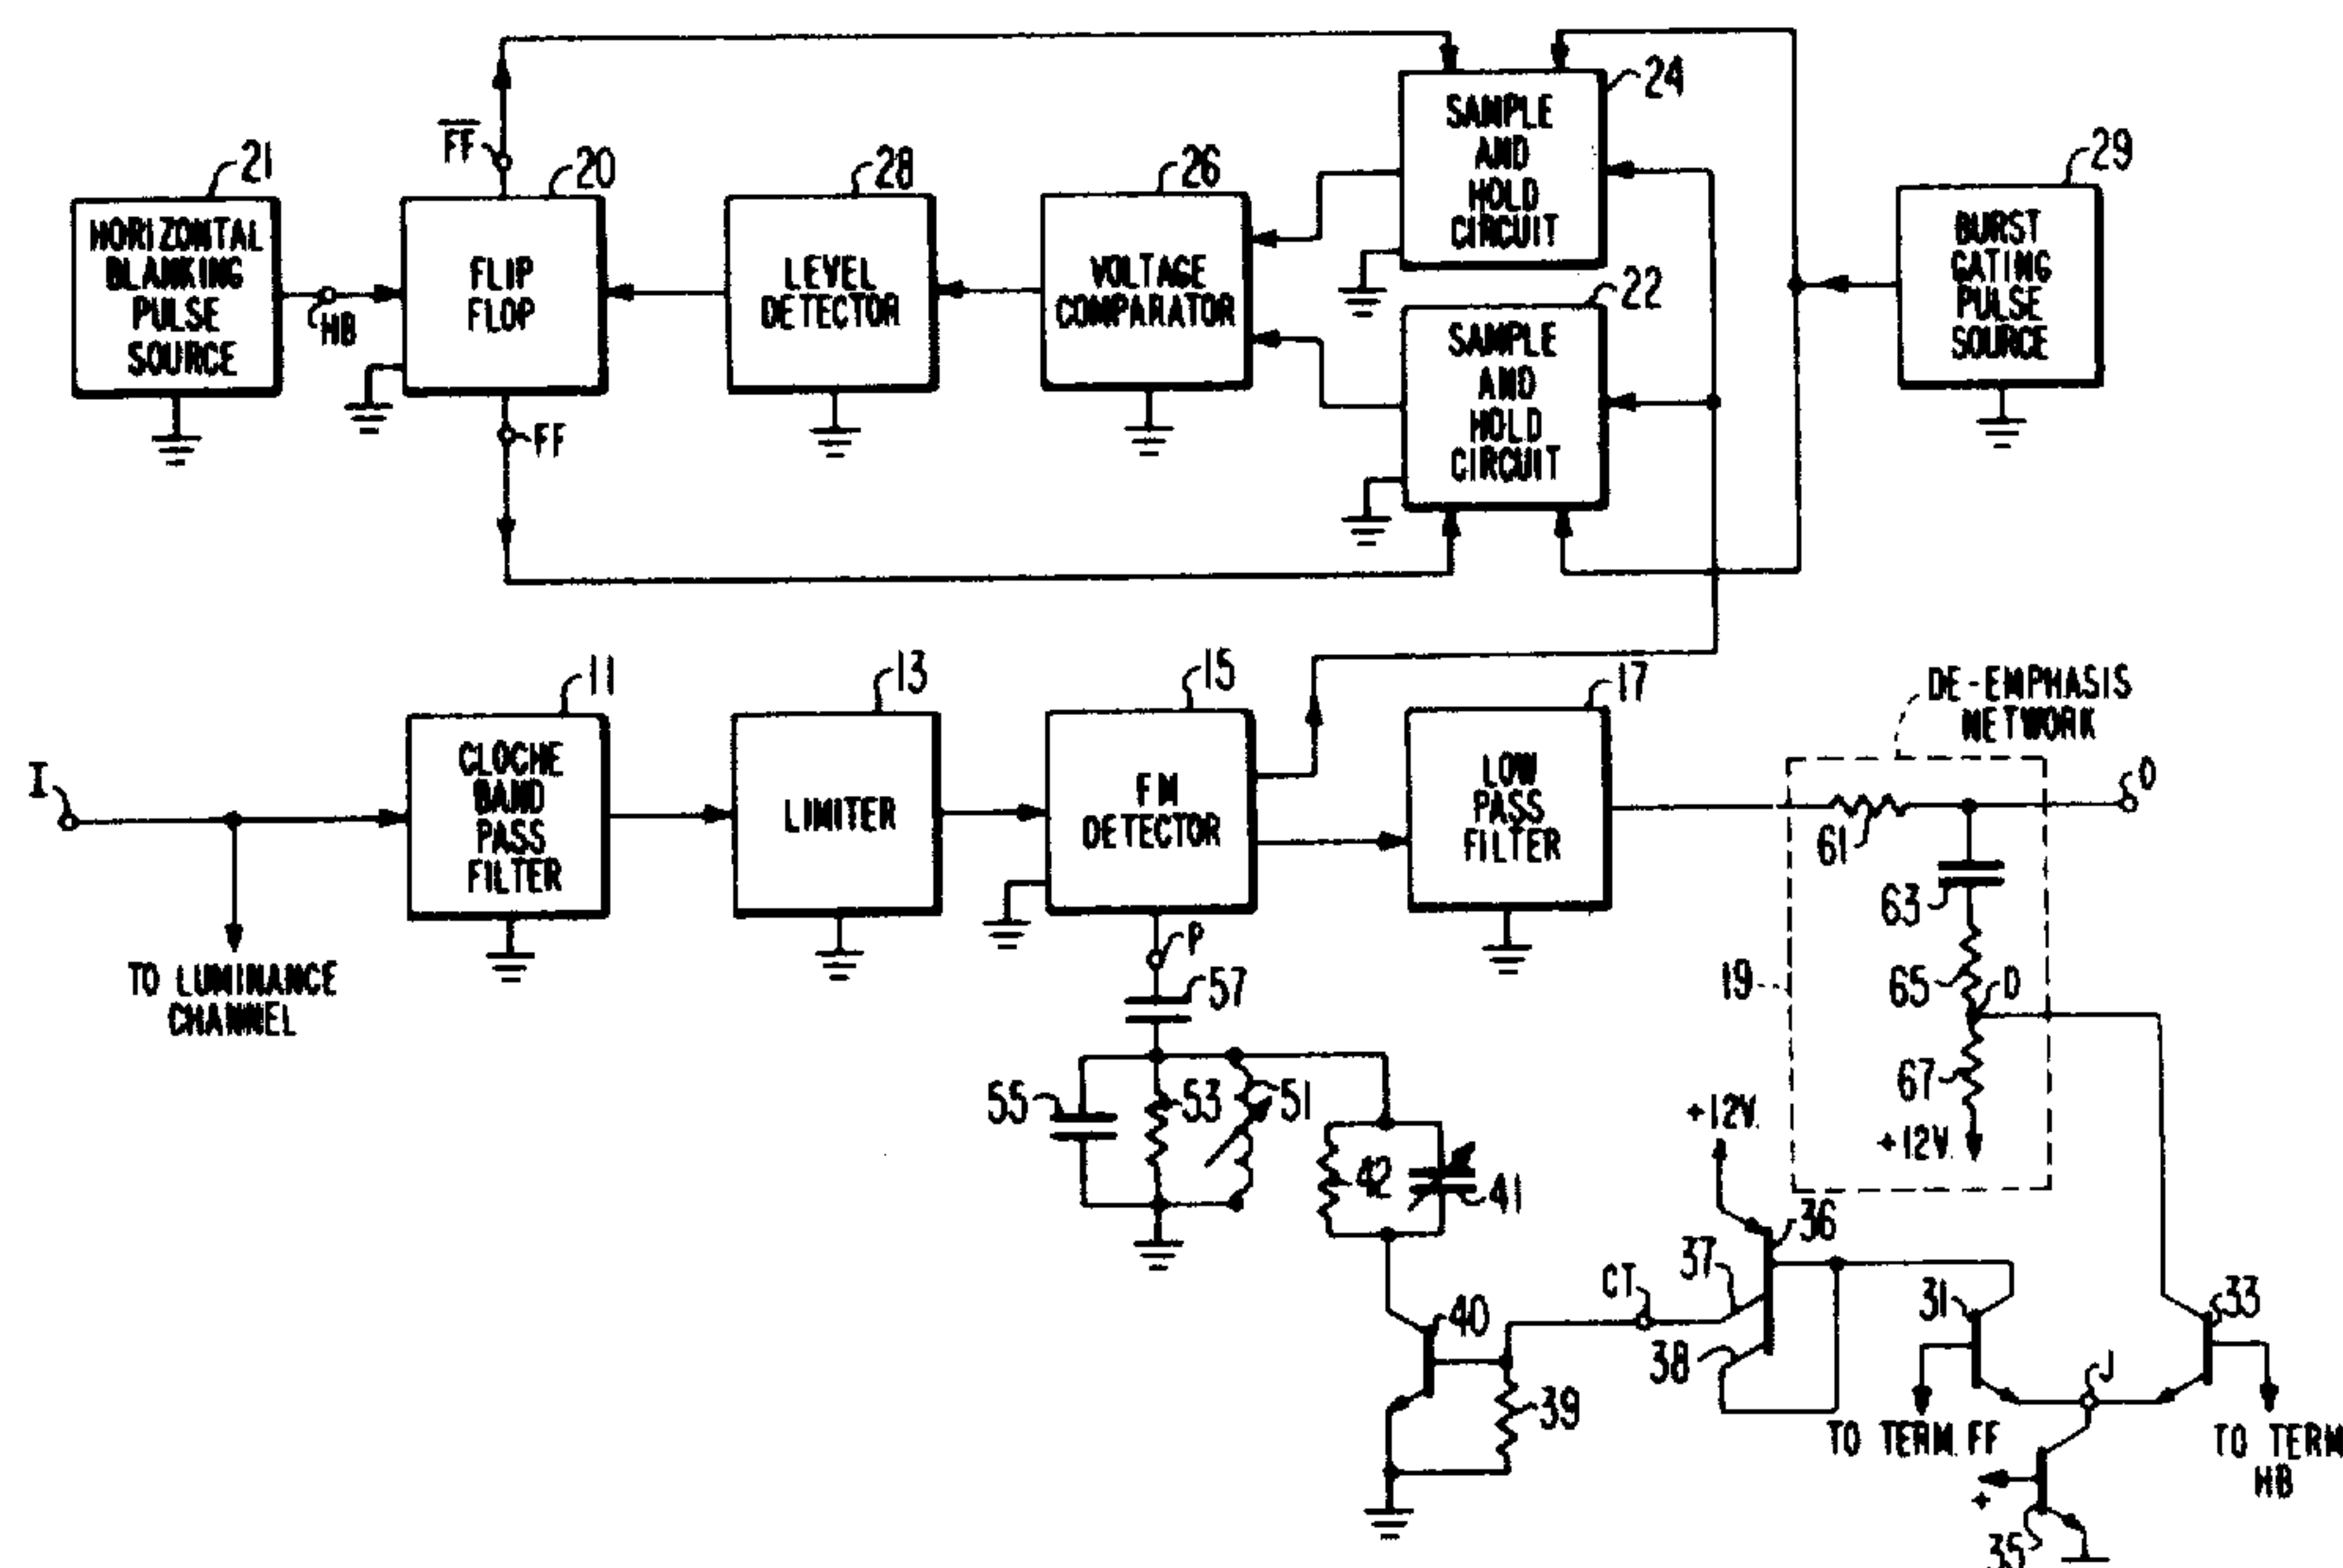 24
SAMPLE
AND
HOLD
CIRCUIT
FF
21
20
28
26
29
HORIZONTAL
BLANKING
PULSE
SOURCE
HB
FLIP
FLOP
LEVEL
DETECTOR
VOLTAGE
COMPARATOR
22
SAMPLE
AND
HOLD
CIRCUIT
BURST
GATING
PULSE
SOURCE
FF
11
13
15
17
DE-EMPHASIS
NETWORK
I
CLOCHE
BAND
PASS
FILTER
LIMITER
FM
DETECTOR
LOW
PASS
FILTER
O
61
63
TO LUMINANCE
CHANNEL
P
57
19
65
D
67
+12V.
55
53
51
42
41
+12V.
36
37
CT
38
40
39
31
33
J
TO TERM. FF
TO TERM
HB
+
35